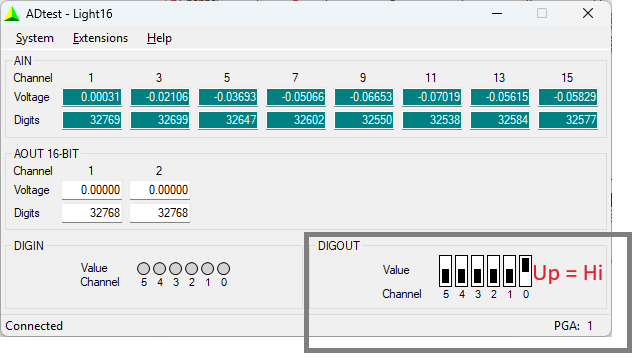 ADtest - Light16
System Extensions Help
AIN
Channel 1 3 5 7 9 11 13 15
Voltage 0.00031 -0.02106 -0.03693 -0.05066 -0.06653 -0.07019 -0.05615 -0.05829
Digits 32769 32699 32647 32602 32550 32538 32584 32577
AOUT 16-BIT
Channel 1 2
Voltage 0.00000 0.00000
Digits 32768 32768
DIGIN
Value
Channel 5 4 3 2 1 0
DIGOUT
Value Up = Hi
Channel 5 4 3 2 1 0
Connected PGA: 1